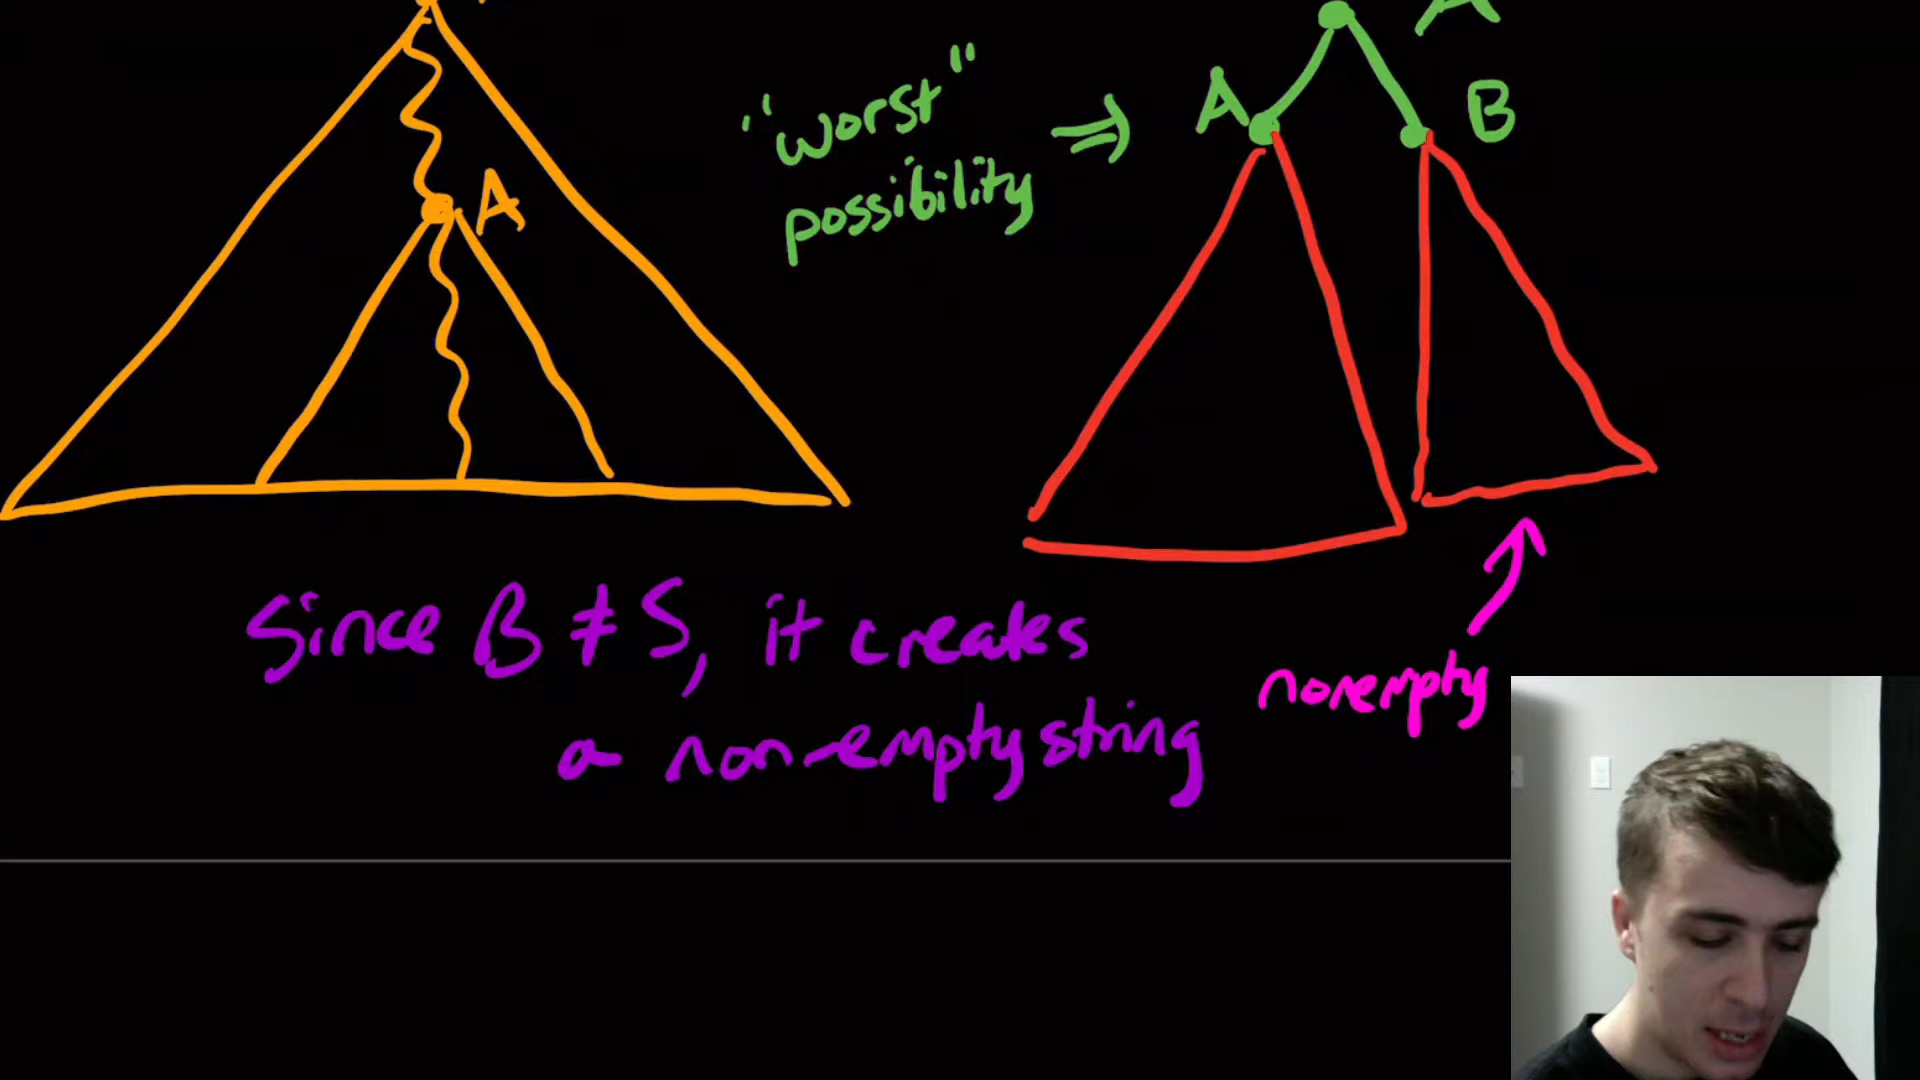 "worst"
possibility ⇒
A
B
A
Since B ≠ S, it creates
a non-empty string
nonempty